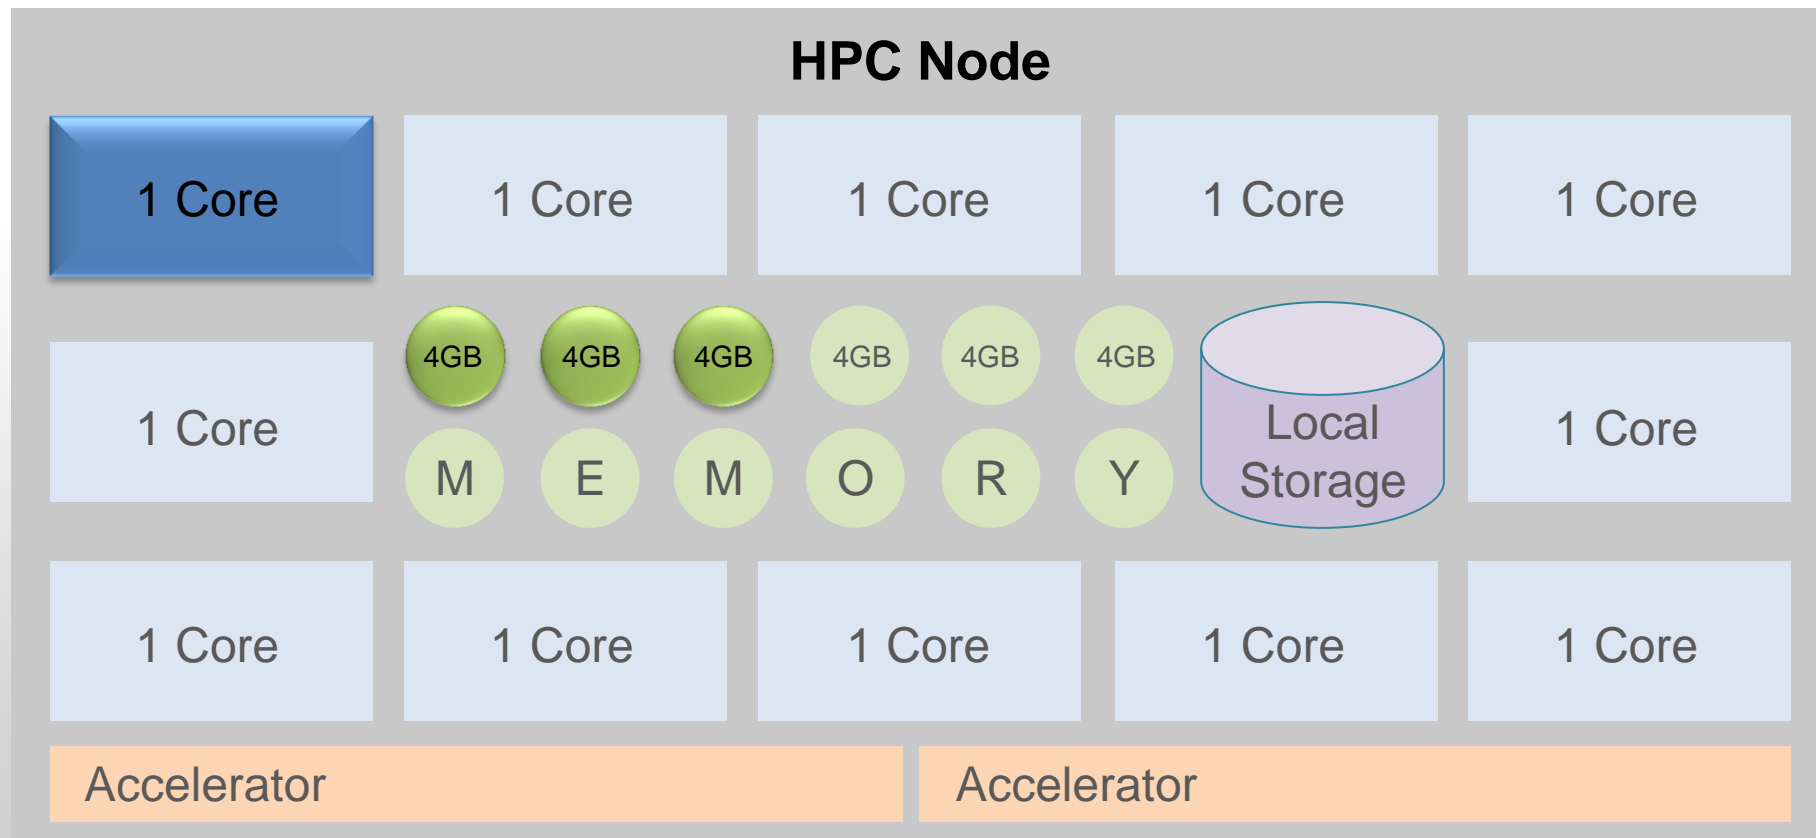 HPC Node
1 Core 1 Core 1 Core 1 Core 1 Core
1 Core
4GB 4GB 4GB 4GB 4GB 4GB
M E M O R Y
Local
Storage
1 Core
1 Core 1 Core 1 Core 1 Core 1 Core
Accelerator Accelerator